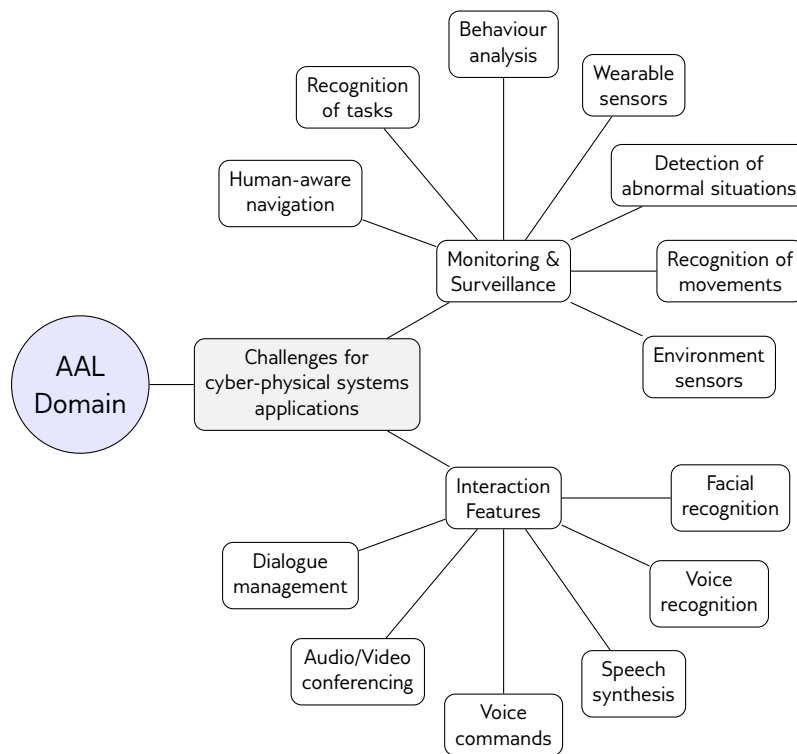 Behaviour
analysis
Wearable
sensors
Recognition
of tasks
Detection of
abnormal situations
Human-aware
navigation
Monitoring &
Surveillance
Recognition of
movements
Environment
sensors
AAL
Domain
Challenges for
cyber-physical systems
applications
Interaction
Features
Facial
recognition
Dialogue
management
Voice
recognition
Audio/Video
conferencing
Speech
synthesis
Voice
commands